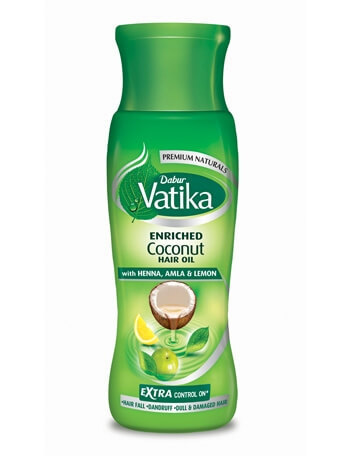 PREMIUM NATURALS
Dabur
Vatika
ENRICHED
Coconut
HAIR OIL
with HENNA, AMLA & LEMON
EXTRA CONTROL ON*
•HAIR FALL •DANDRUFF •DULL & DAMAGED HAIR